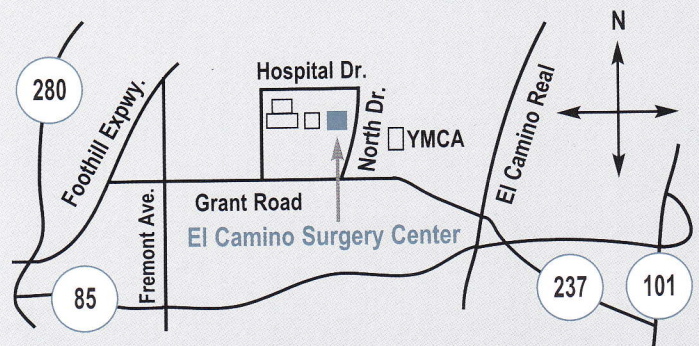 N
280
Hospital Dr.
Foothill Expwy.
North Dr.
YMCA
El Camino Real
Grant Road
Fremont Ave.
El Camino Surgery Center
85
237
101